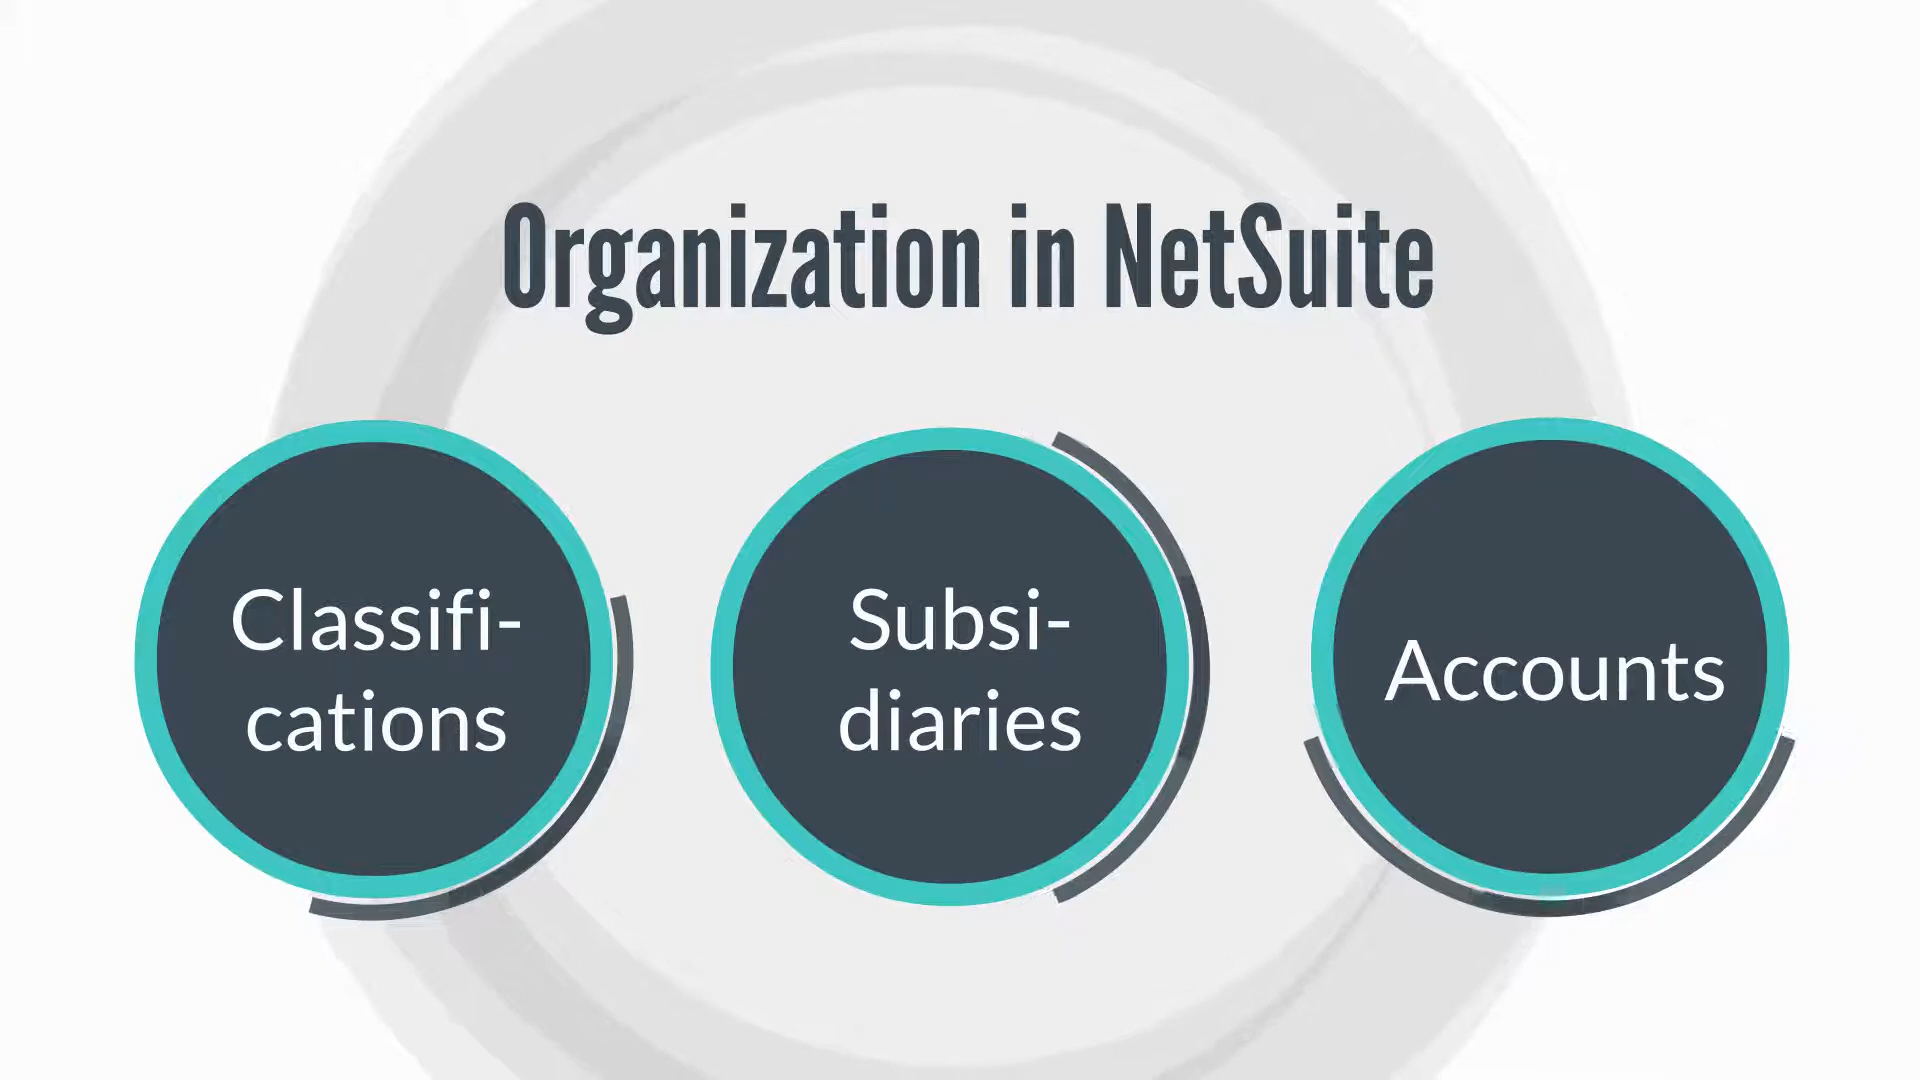 Organization in NetSuite
Classifi-
cations
Subsi-
diaries
Accounts